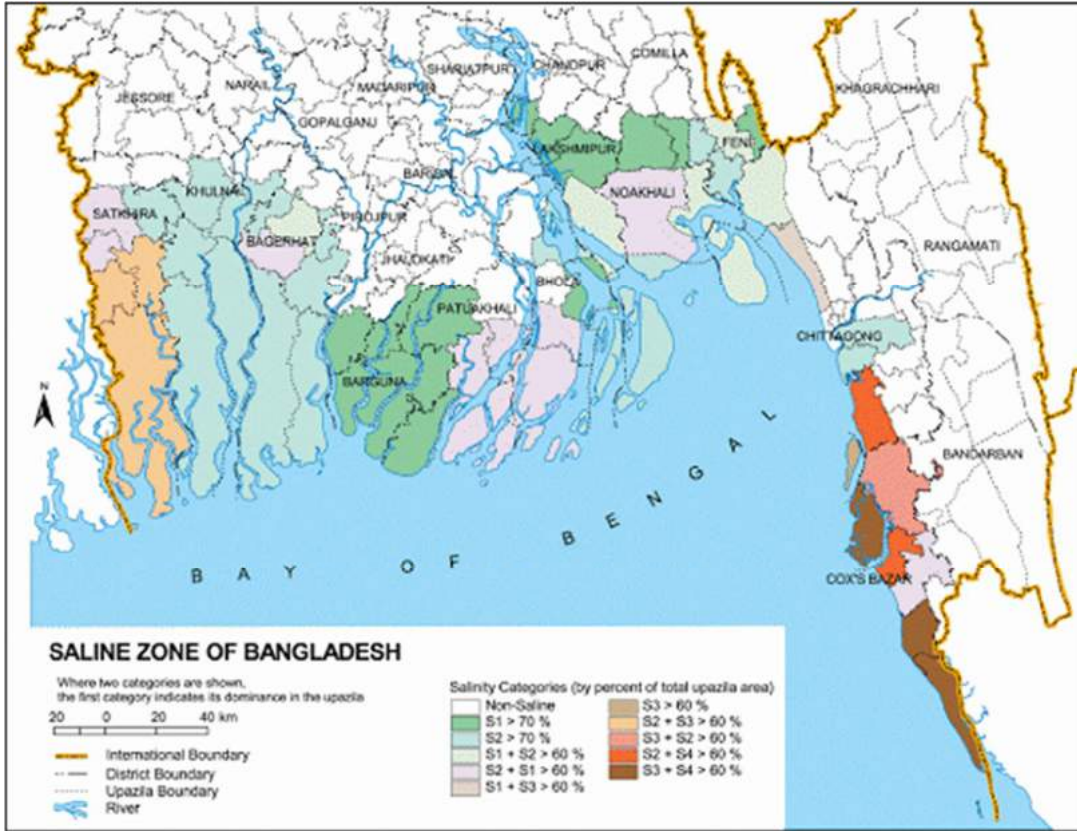 COMILLA
SHARIATPUR
CHANDPUR
KHAGRACHHARI
NARAIL
MADARIPUR
JESSORE
GOPALGANJ
FENI
LAKSHMIPUR
BARISAL
KHULNA
NOAKHALI
SATKHIRA
PIROJPUR
BAGERHAT
RANGAMATI
JHALOKATI
BHOLA
PATUAKHALI
CHITTAGONG
BARGUNA
N
BANDARBAN
BAY OF BENGAL
COX'S BAZAR
SALINE ZONE OF BANGLADESH
Where two categories are shown,
the first category indicates its dominance in the upazila
20 0 20 40 km
International Boundary
District Boundary
Upazila Boundary
River
Salinity Categories (by percent of total upazila area)
Non-Saline
S1 > 70 %
S2 > 70 %
S1 + S2 > 60 %
S2 + S1 > 60 %
S1 + S3 > 60 %
S3 > 60 %
S2 + S3 > 60 %
S3 + S2 > 60 %
S2 + S4 > 60 %
S3 + S4 > 60 %